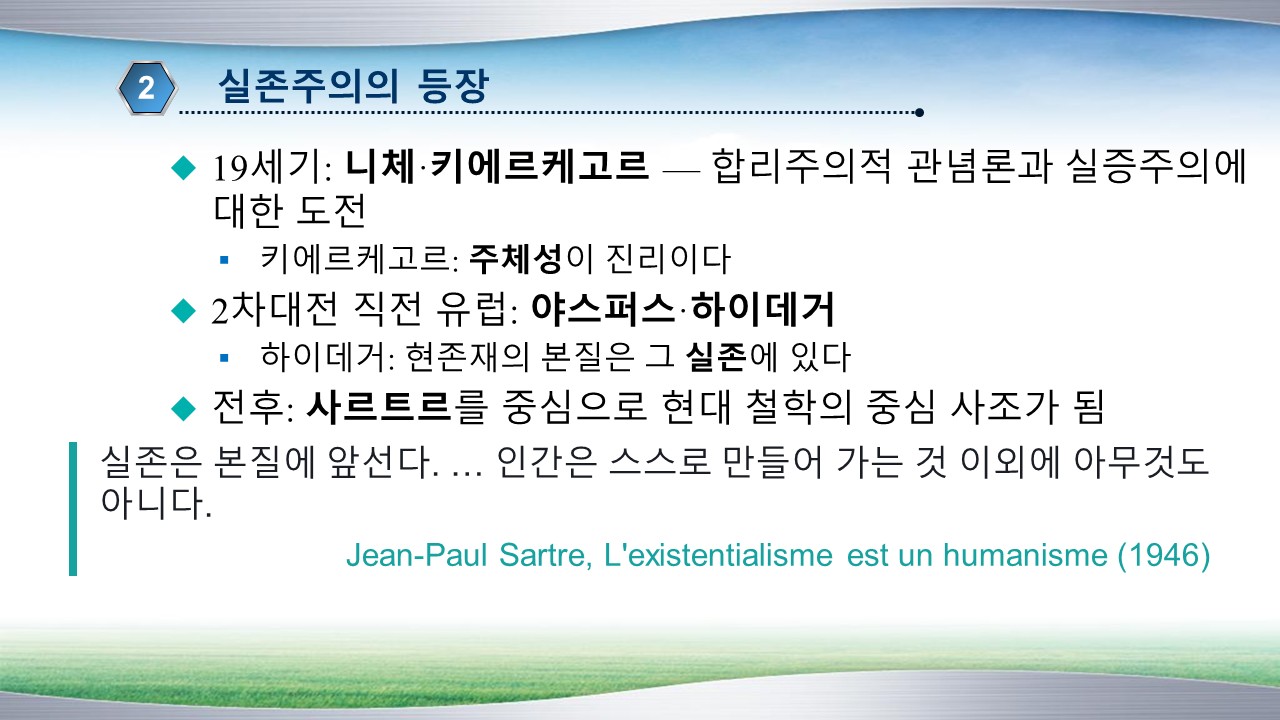 2
실존주의의 등장
19세기: 니체·키에르케고르 — 합리주의적 관념론과 실증주의에
대한 도전
키에르케고르: 주체성이 진리이다
2차대전 직전 유럽: 야스퍼스·하이데거
하이데거: 현존재의 본질은 그 실존에 있다
전후: 사르트르를 중심으로 현대 철학의 중심 사조가 됨
실존은 본질에 앞선다. … 인간은 스스로 만들어 가는 것 이외에 아무것도
아니다.
Jean-Paul Sartre, L'existentialisme est un humanisme (1946)